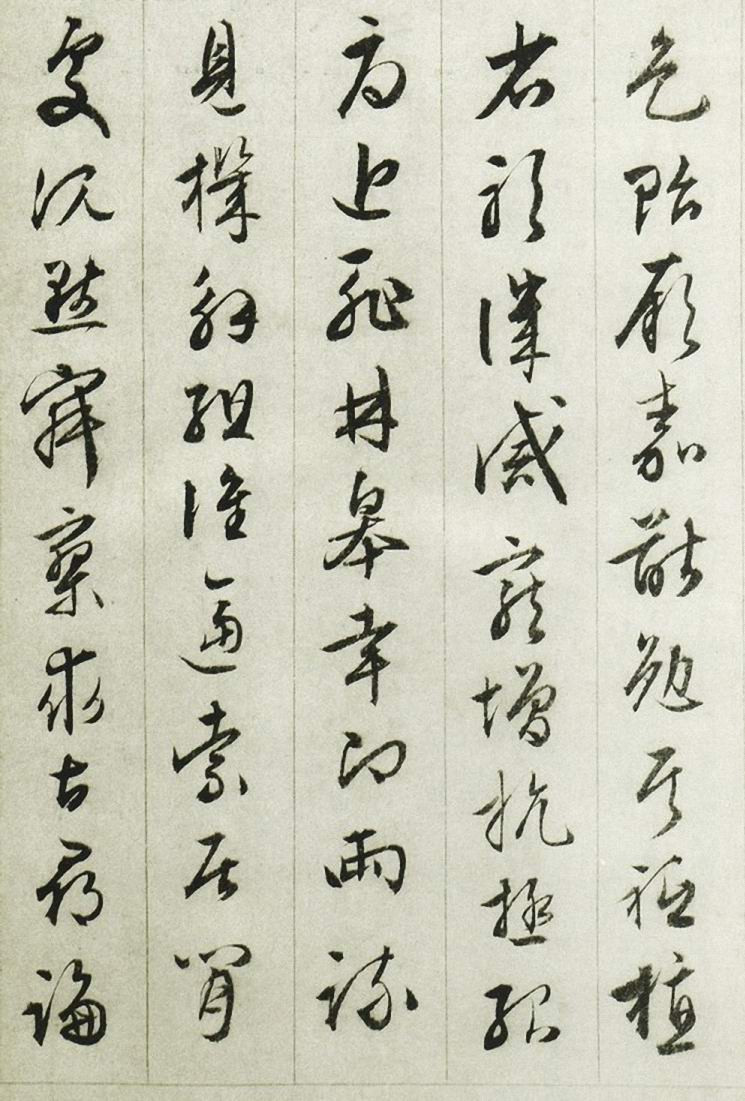 色貽厥嘉猷勉其祗植
省躬譏誡寵增抗極殆
辱近恥林皋幸即兩疏
見機解組誰逼索居閒
處沉默寂寥求古尋論